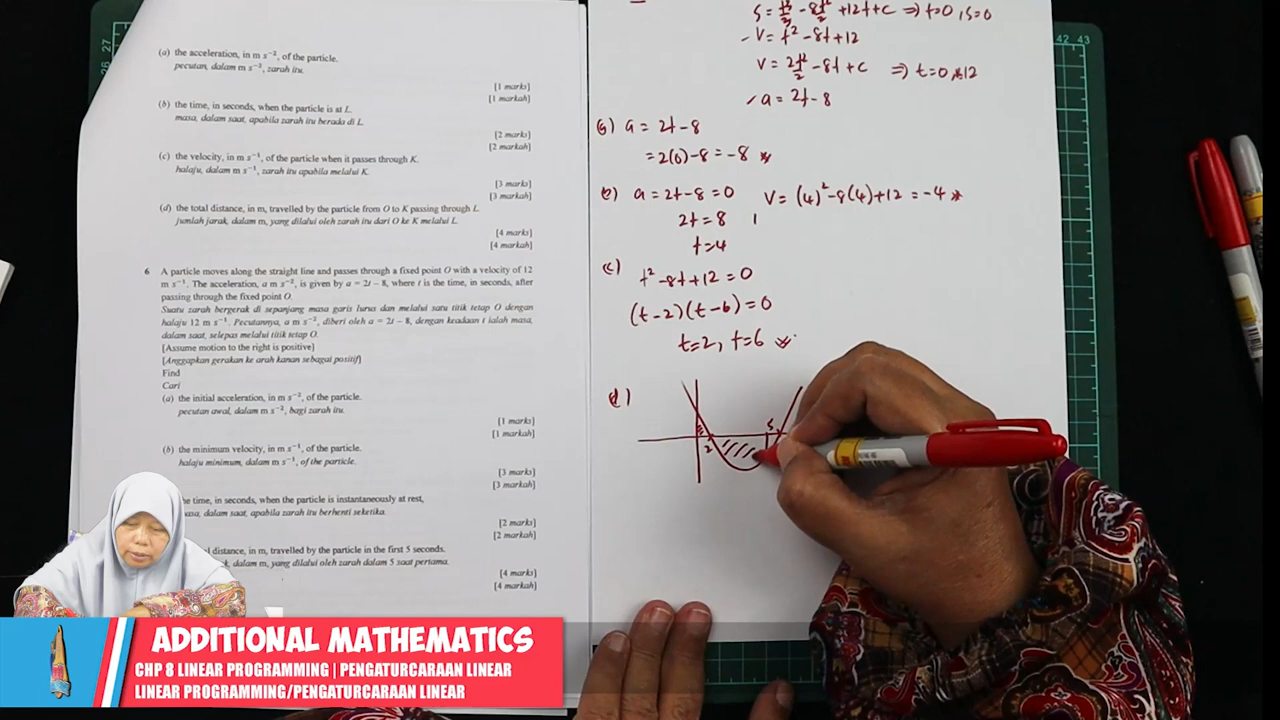 (a) the acceleration, in m s⁻², of the particle.
pecutan, dalam m s⁻², zarah itu.
[1 marks]
[1 markah]
(b) the time, in seconds, when the particle is at L.
masa, dalam saat, apabila zarah itu berada di L.
[2 marks]
[2 markah]
(c) the velocity, in m s⁻¹, of the particle when it passes through K.
halaju, dalam m s⁻¹, zarah itu apabila melalui K.
[3 marks]
[3 markah]
(d) the total distance, in m, travelled by the particle from O to K passing through L.
jumlah jarak, dalam m, yang dilalui oleh zarah itu dari O ke K melalui L.
[4 marks]
[4 markah]
6 A particle moves along the straight line and passes through a fixed point O with a velocity of 12
m s⁻¹. The acceleration, a m s⁻², is given by a = 2t – 8, where t is the time, in seconds, after
passing through the fixed point O.
Suatu zarah bergerak di sepanjang masa garis lurus dan melalui satu titik tetap O dengan
halaju 12 m s⁻¹. Pecutannya, a m s⁻², diberi oleh a = 2t – 8, dengan keadaan t ialah masa,
dalam saat, selepas melalui titik tetap O.
[Assume motion to the right is positive]
[Anggapkan gerakan ke arah kanan sebagai positif]
Find
Cari
(a) the initial acceleration, in m s⁻², of the particle.
pecutan awal, dalam m s⁻², bagi zarah itu.
[1 marks]
[1 markah]
(b) the minimum velocity, in m s⁻¹, of the particle.
halaju minimum, dalam m s⁻¹, of the particle.
[3 marks]
[3 markah]
time, in seconds, when the particle is instantaneously at rest,
dalam saat, apabila zarah itu berhenti seketika.
[2 marks]
[2 markah]
distance, in m, travelled by the particle in the first 5 seconds.
dalam m, yang dilalui oleh zarah dalam 5 saat pertama.
[4 marks]
[4 markah]
S = t³/3 - 8t²/2 + 12t + c ⇒ t=0, s=0
V = t² - 8t + 12
V = 2t²/2 - 8t + c ⇒ t=0, 12
a = 2t - 8
a = 2t - 8
= 2(0) - 8 = -8
a = 2t - 8 = 0 V = (4)² - 8(4) + 12 = -4
2t = 8
t = 4
c) t² - 8t + 12 = 0
(t-2)(t-6) = 0
t=2, t=6
d)
2 5
ADDITIONAL MATHEMATICS
CHP 8 LINEAR PROGRAMMING | PENGATURCARAAN LINEAR
LINEAR PROGRAMMING/PENGATURCARAAN LINEAR